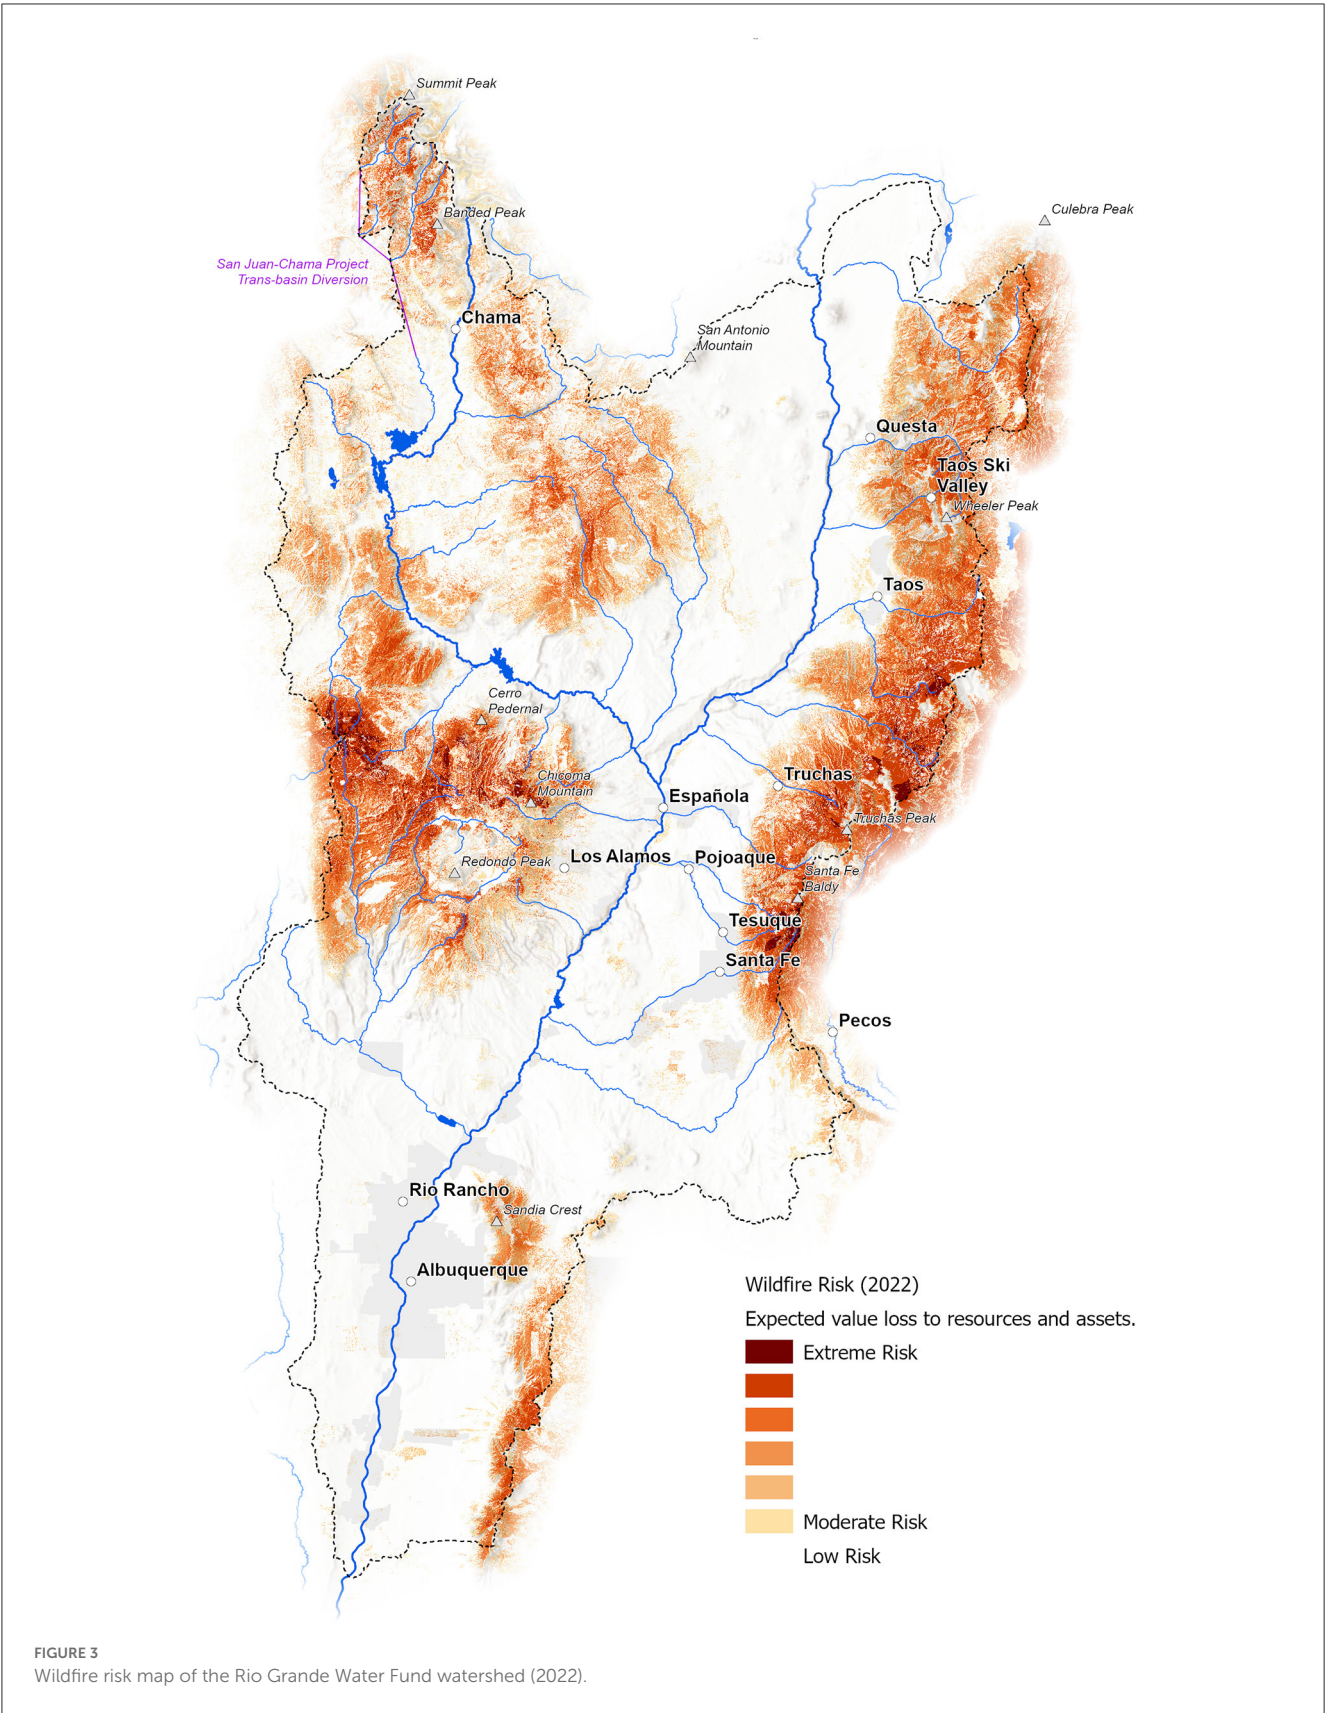 Summit Peak
Culebra Peak
Banded Peak
San Juan-Chama Project
Trans-basin Diversion
Chama
San Antonio
Mountain
Questa
Taos Ski
Valley
Wheeler Peak
Taos
Cerro
Pedernal
Chicoma
Mountain
Truchas
Española
Truchas Peak
Los Alamos
Pojoaque
Redondo Peak
Santa Fe
Baldy
Tesuque
Santa Fe
Pecos
Rio Rancho
Sandia Crest
Albuquerque
Wildfire Risk (2022)
Expected value loss to resources and assets.
Extreme Risk
Moderate Risk
Low Risk
FIGURE 3
Wildfire risk map of the Rio Grande Water Fund watershed (2022).